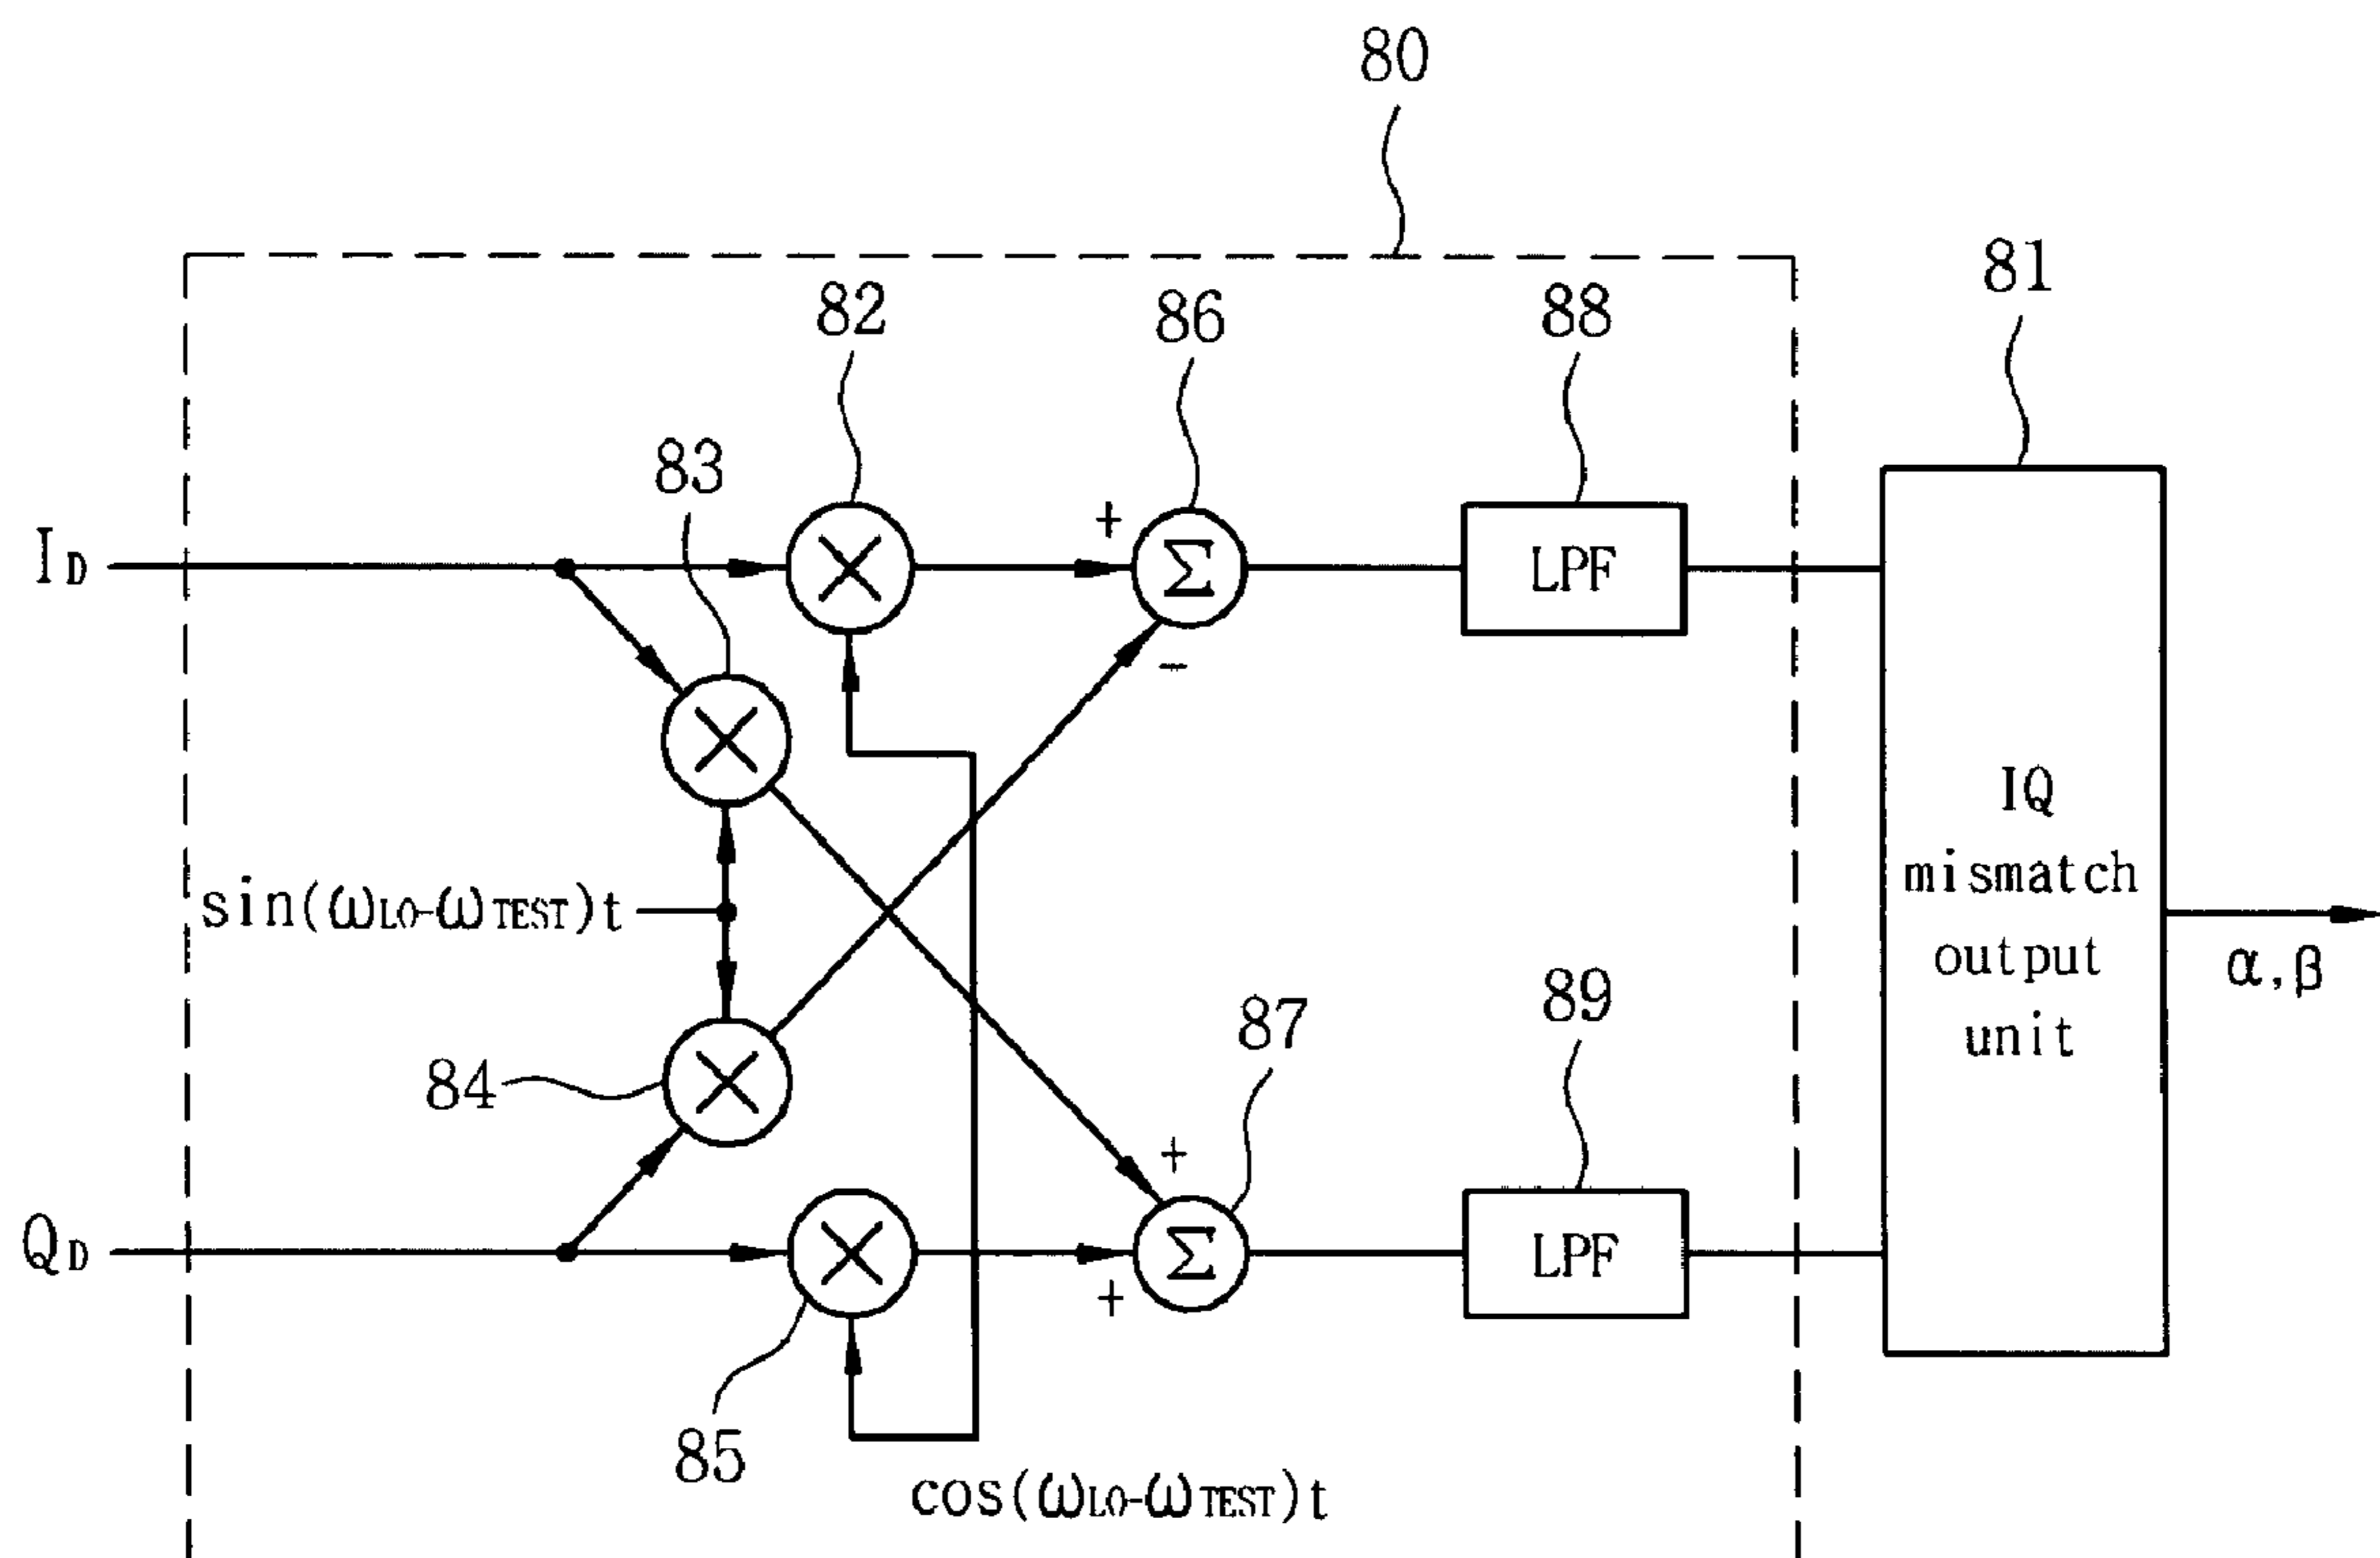 80
81
82
86
88
83
I_D
+
Σ
LPF
-
IQ
mismatch
output
unit
sin(ω_LO-ω_TEST)t
α,β
84
87
89
+
Q_D
Σ
LPF
+
85
cos(ω_LO-ω_TEST)t